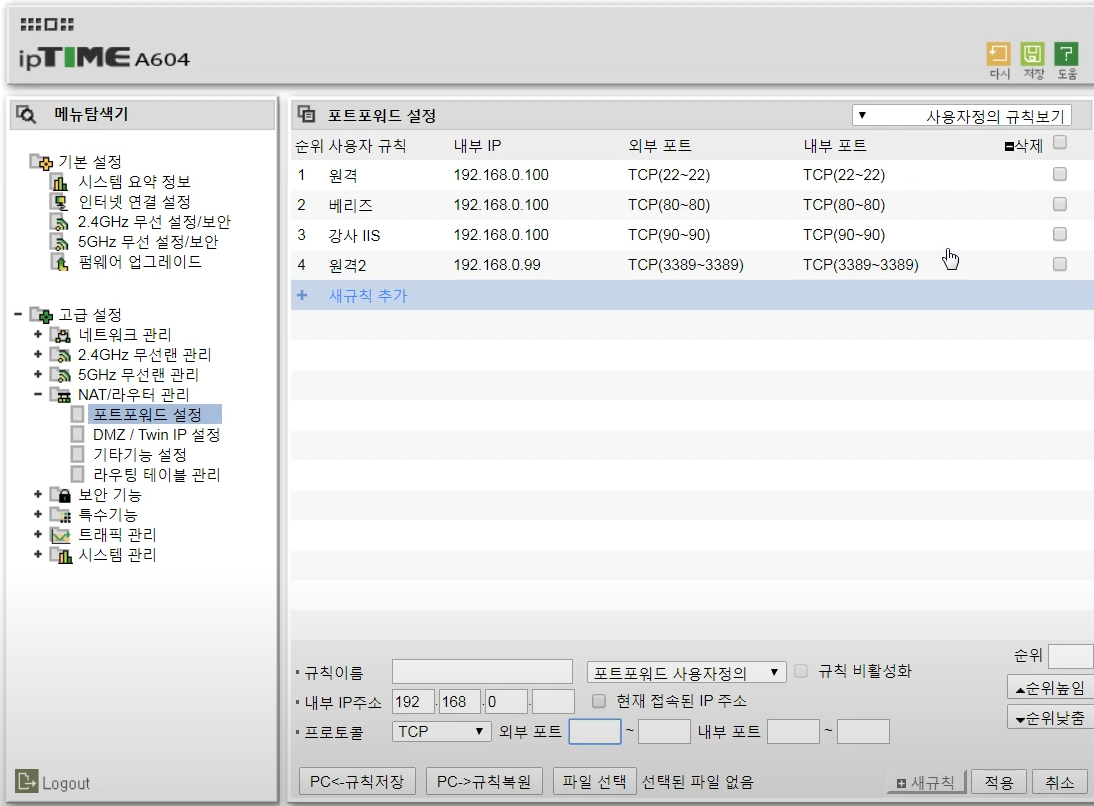 ipTIME A604
다시 저장 도움
메뉴탐색기
기본 설정
시스템 요약 정보
인터넷 연결 설정
2.4GHz 무선 설정/보안
5GHz 무선 설정/보안
펌웨어 업그레이드
고급 설정
네트워크 관리
2.4GHz 무선랜 관리
5GHz 무선랜 관리
NAT/라우터 관리
포트포워드 설정
DMZ / Twin IP 설정
기타기능 설정
라우팅 테이블 관리
보안 기능
특수기능
트래픽 관리
시스템 관리
Logout
포트포워드 설정 사용자정의 규칙보기
순위 사용자 규칙 내부 IP 외부 포트 내부 포트 삭제
1 원격 192.168.0.100 TCP(22~22) TCP(22~22)
2 베리즈 192.168.0.100 TCP(80~80) TCP(80~80)
3 강사 IIS 192.168.0.100 TCP(90~90) TCP(90~90)
4 원격2 192.168.0.99 TCP(3389~3389) TCP(3389~3389)
+ 새규칙 추가
순위
규칙이름 포트포워드 사용자정의 규칙 비활성화
순위높임
내부 IP주소 192 . 168 . 0 . 현재 접속된 IP 주소
순위낮춤
프로토콜 TCP 외부 포트 ~ 내부 포트 ~
PC<-규칙저장 PC->규칙복원 파일 선택 선택된 파일 없음 새규칙 적용 취소